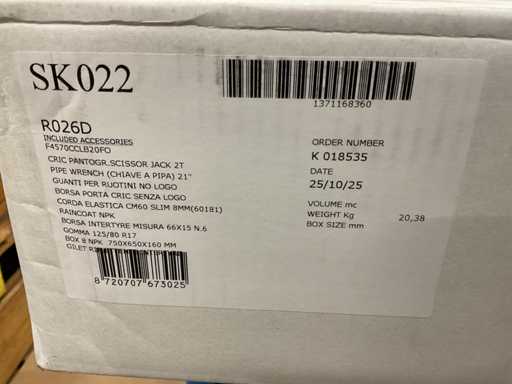 SK022
1371168360
R026D
INCLUDED ACCESSORIES
F4570CCLB20FO
CRIC PANTOGR.SCISSOR JACK 2T
PIPE WRENCH (CHIAVE A PIPA) 21"
GUANTI PER RUOTINI NO LOGO
BORSA PORTA CRIC SENZA LOGO
CORDA ELASTICA CM60 SLIM 8MM(60181)
RAINCOAT NPK
BORSA INTERTYRE MISURA 66X15 N.6
GOMMA 125/80 R17
BOX 8 NPK 750X650X160 MM
GILET
ORDER NUMBER
K 018535
DATE
25/10/25
VOLUME mc
WEIGHT Kg 20,38
BOX SIZE mm
8 720707 673025